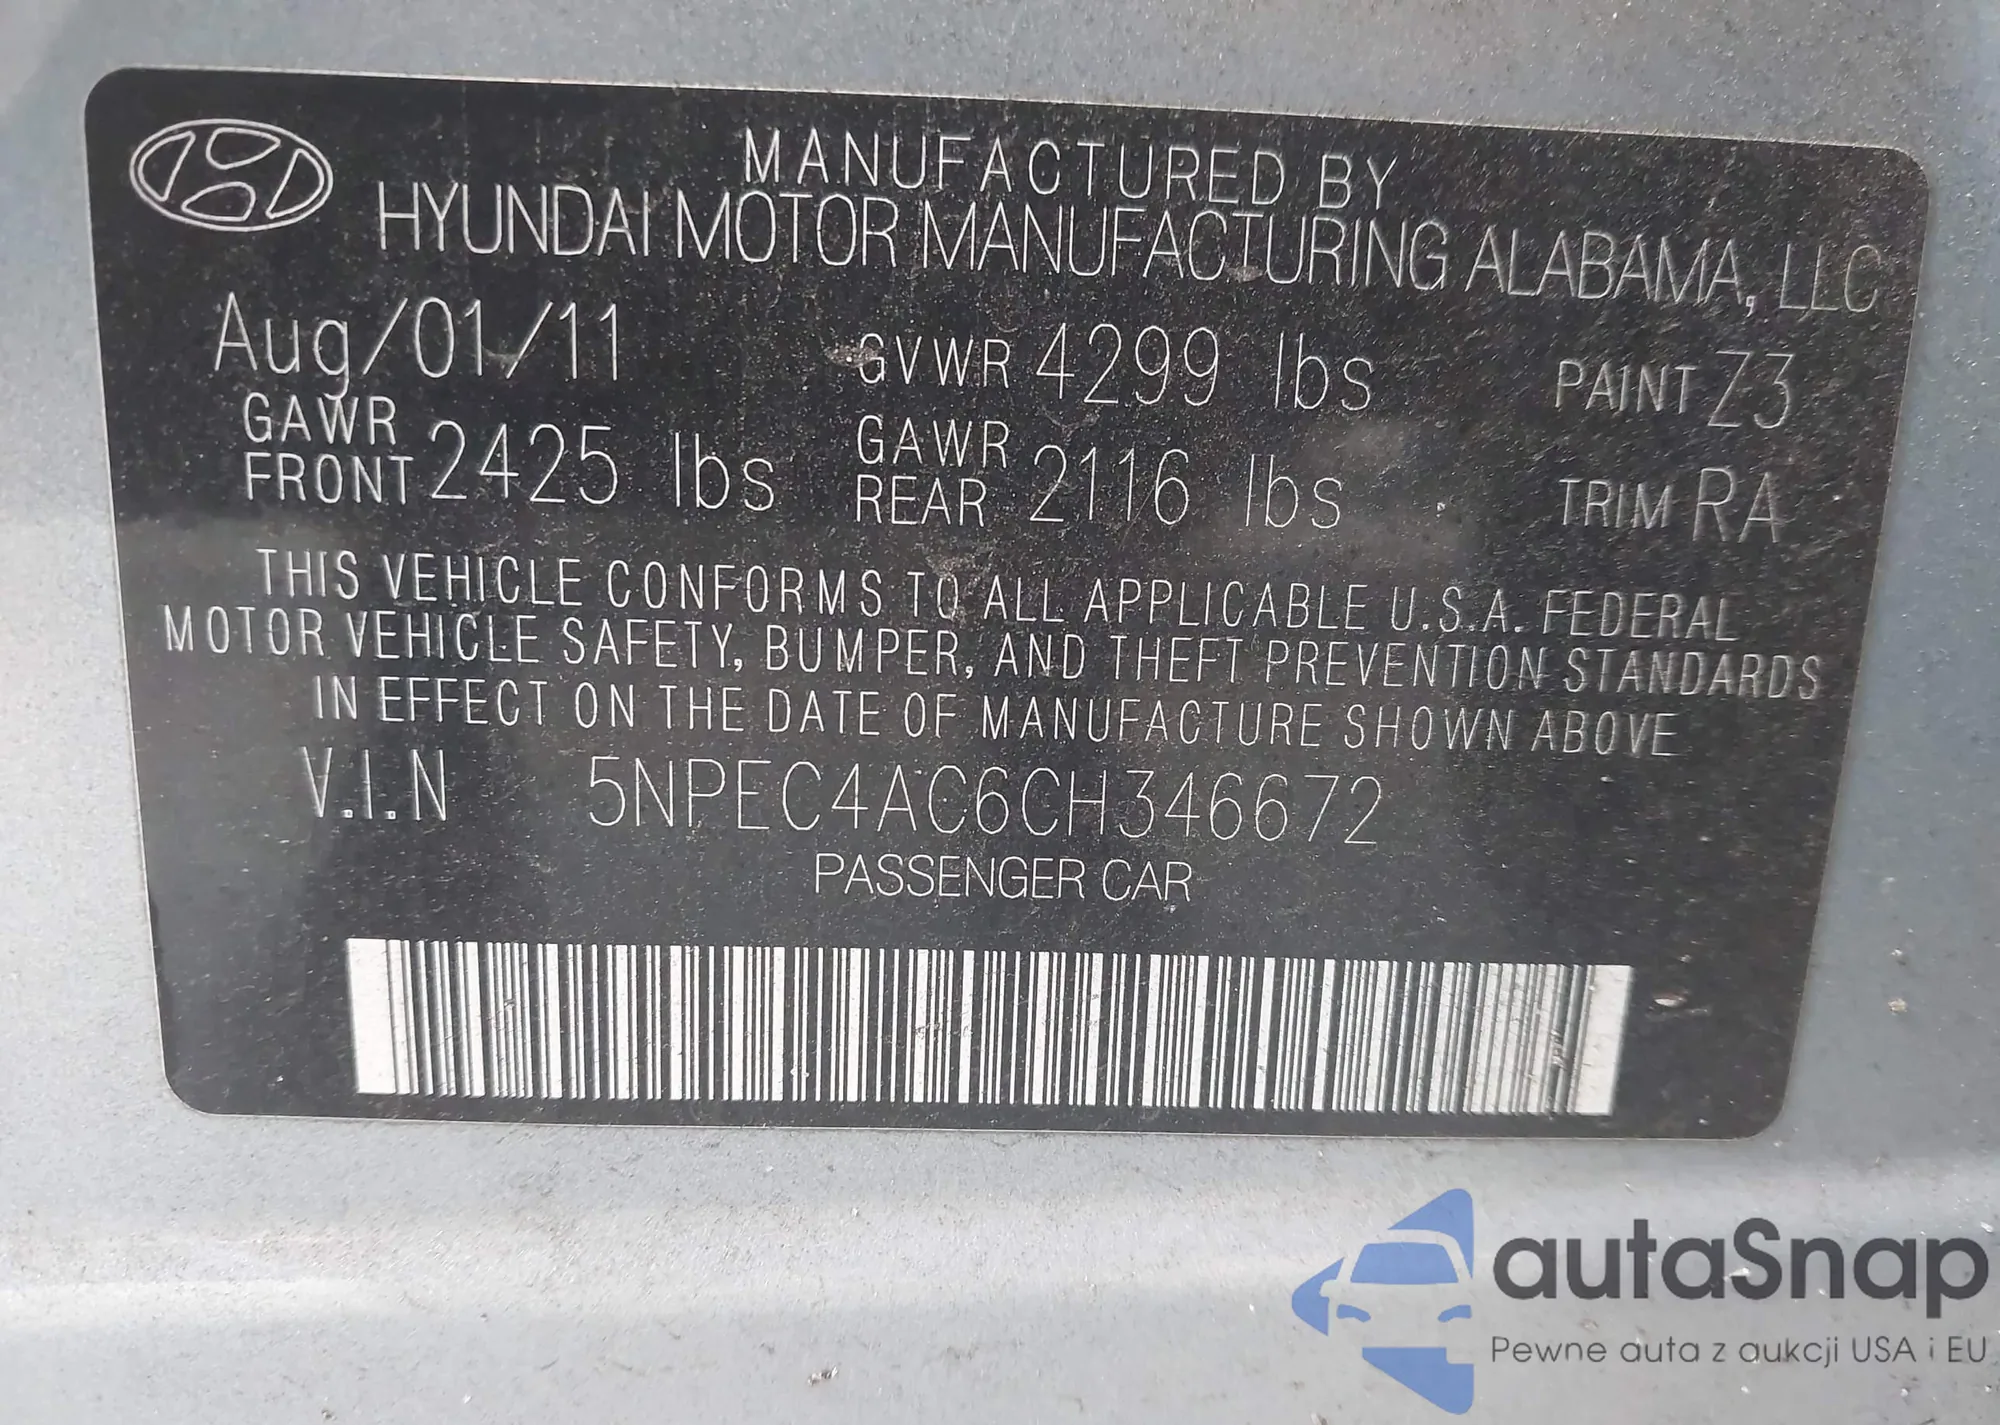 MANUFACTURED BY
HYUNDAI MOTOR MANUFACTURING ALABAMA, LLC
Aug/01/11 GVWR 4299 lbs PAINT Z3
GAWR FRONT 2425 lbs GAWR REAR 2116 lbs TRIM RA
THIS VEHICLE CONFORMS TO ALL APPLICABLE U.S.A. FEDERAL
MOTOR VEHICLE SAFETY, BUMPER, AND THEFT PREVENTION STANDARDS
IN EFFECT ON THE DATE OF MANUFACTURE SHOWN ABOVE
V.I.N 5NPEC4AC6CH346672
PASSENGER CAR
autaSnap
Pewne auta z aukcji USA i EU